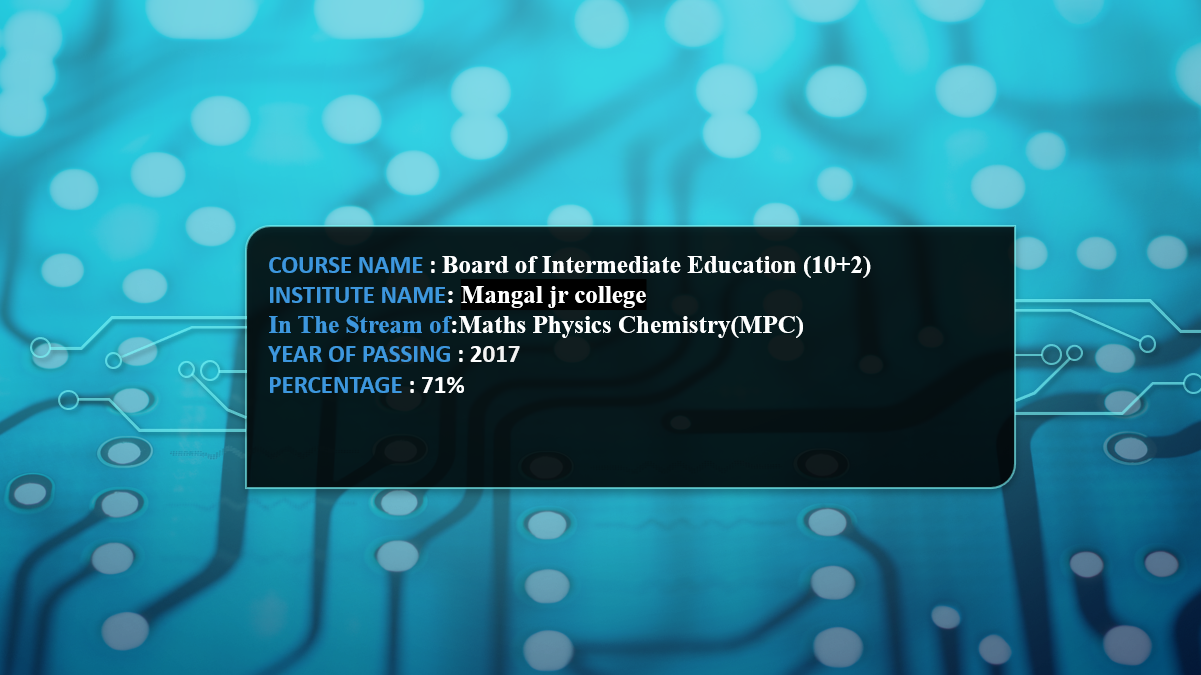 COURSE NAME : Board of Intermediate Education (10+2)
INSTITUTE NAME: Mangal jr college
In The Stream of:Maths Physics Chemistry(MPC)
YEAR OF PASSING : 2017
PERCENTAGE : 71%